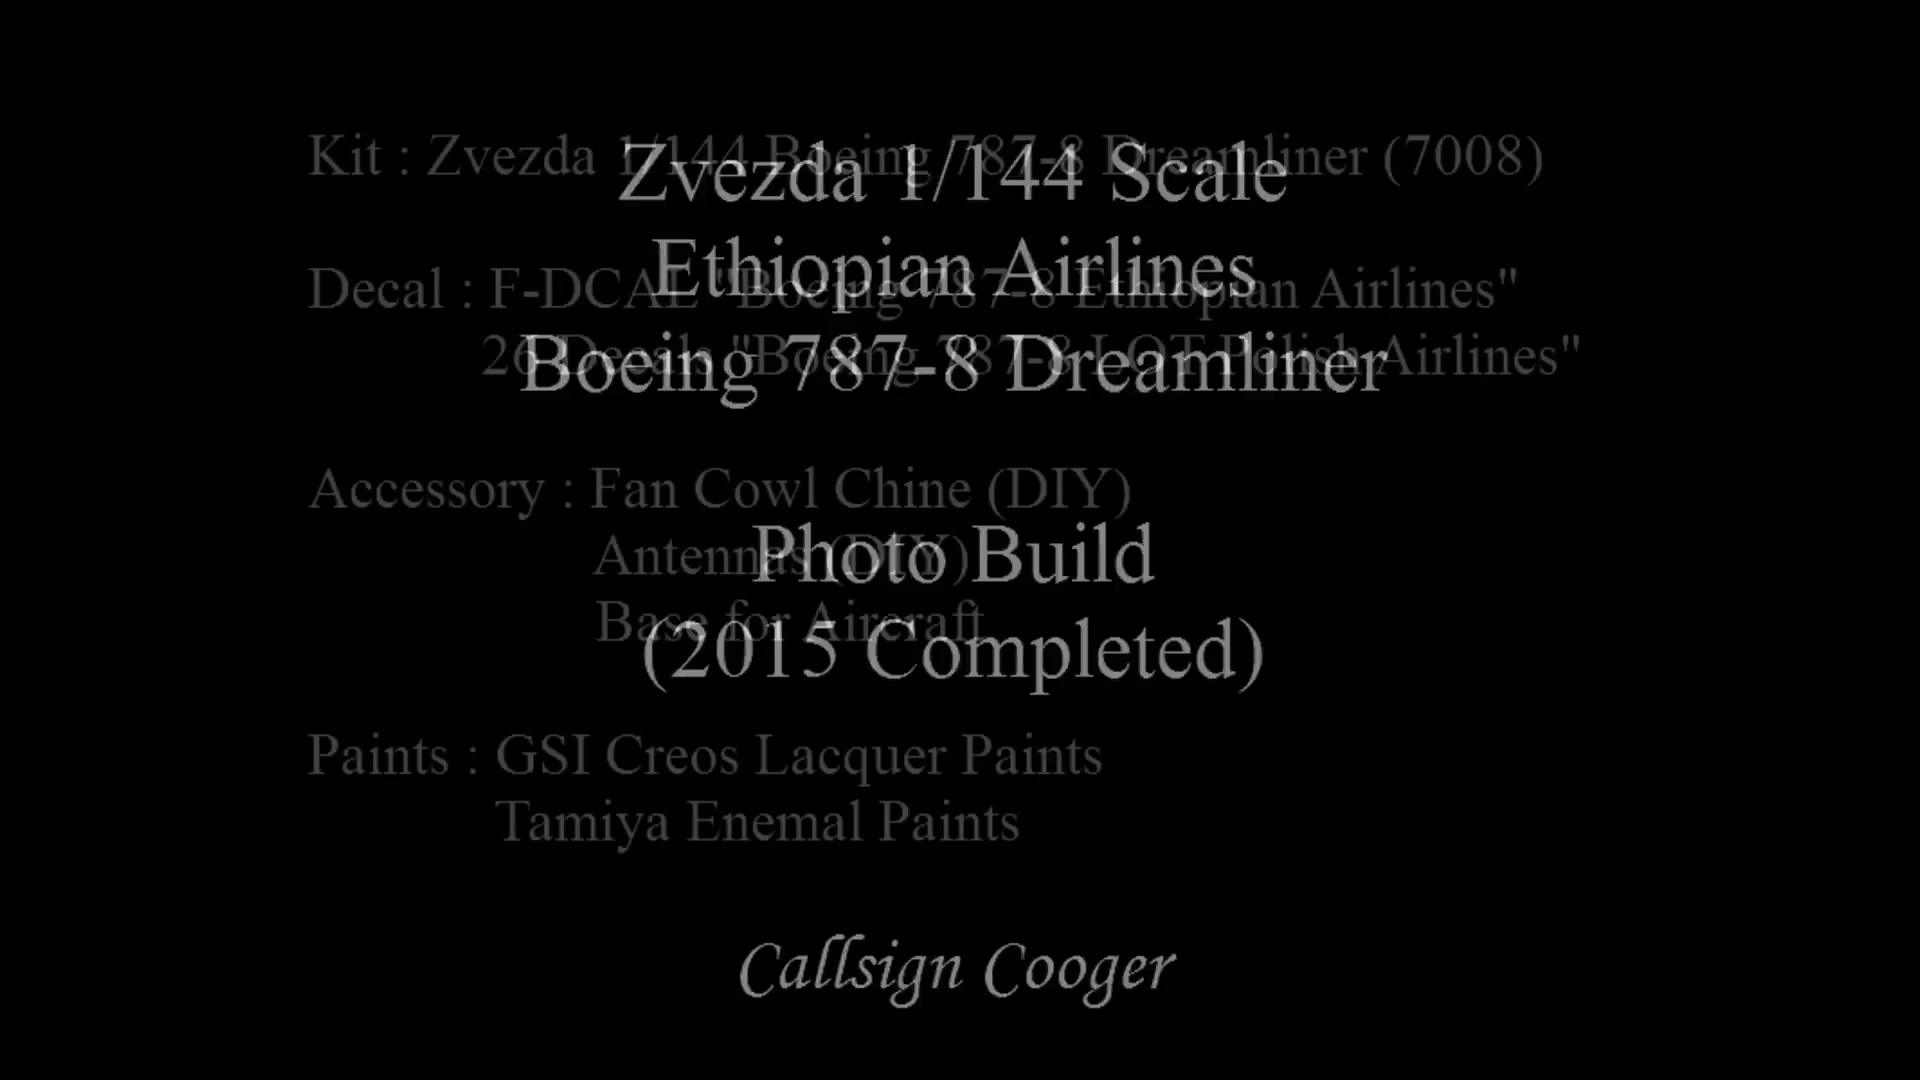 Zvezda 1/144 Scale
Ethiopian Airlines
Boeing 787-8 Dreamliner
Photo Build
(2015 Completed)
Callsign Cooger
Kit : Zvezda 1/144 Boeing 787-8 Dreamliner (7008)
Decal : F-DCAL "Boeing 787-8 Ethiopian Airlines"
26 Decals "Boeing 787-8 LOT Polish Airlines"
Accessory : Fan Cowl Chine (DIY)
Antennas (DIY)
Base for Aircraft
Paints : GSI Creos Lacquer Paints
Tamiya Enemal Paints